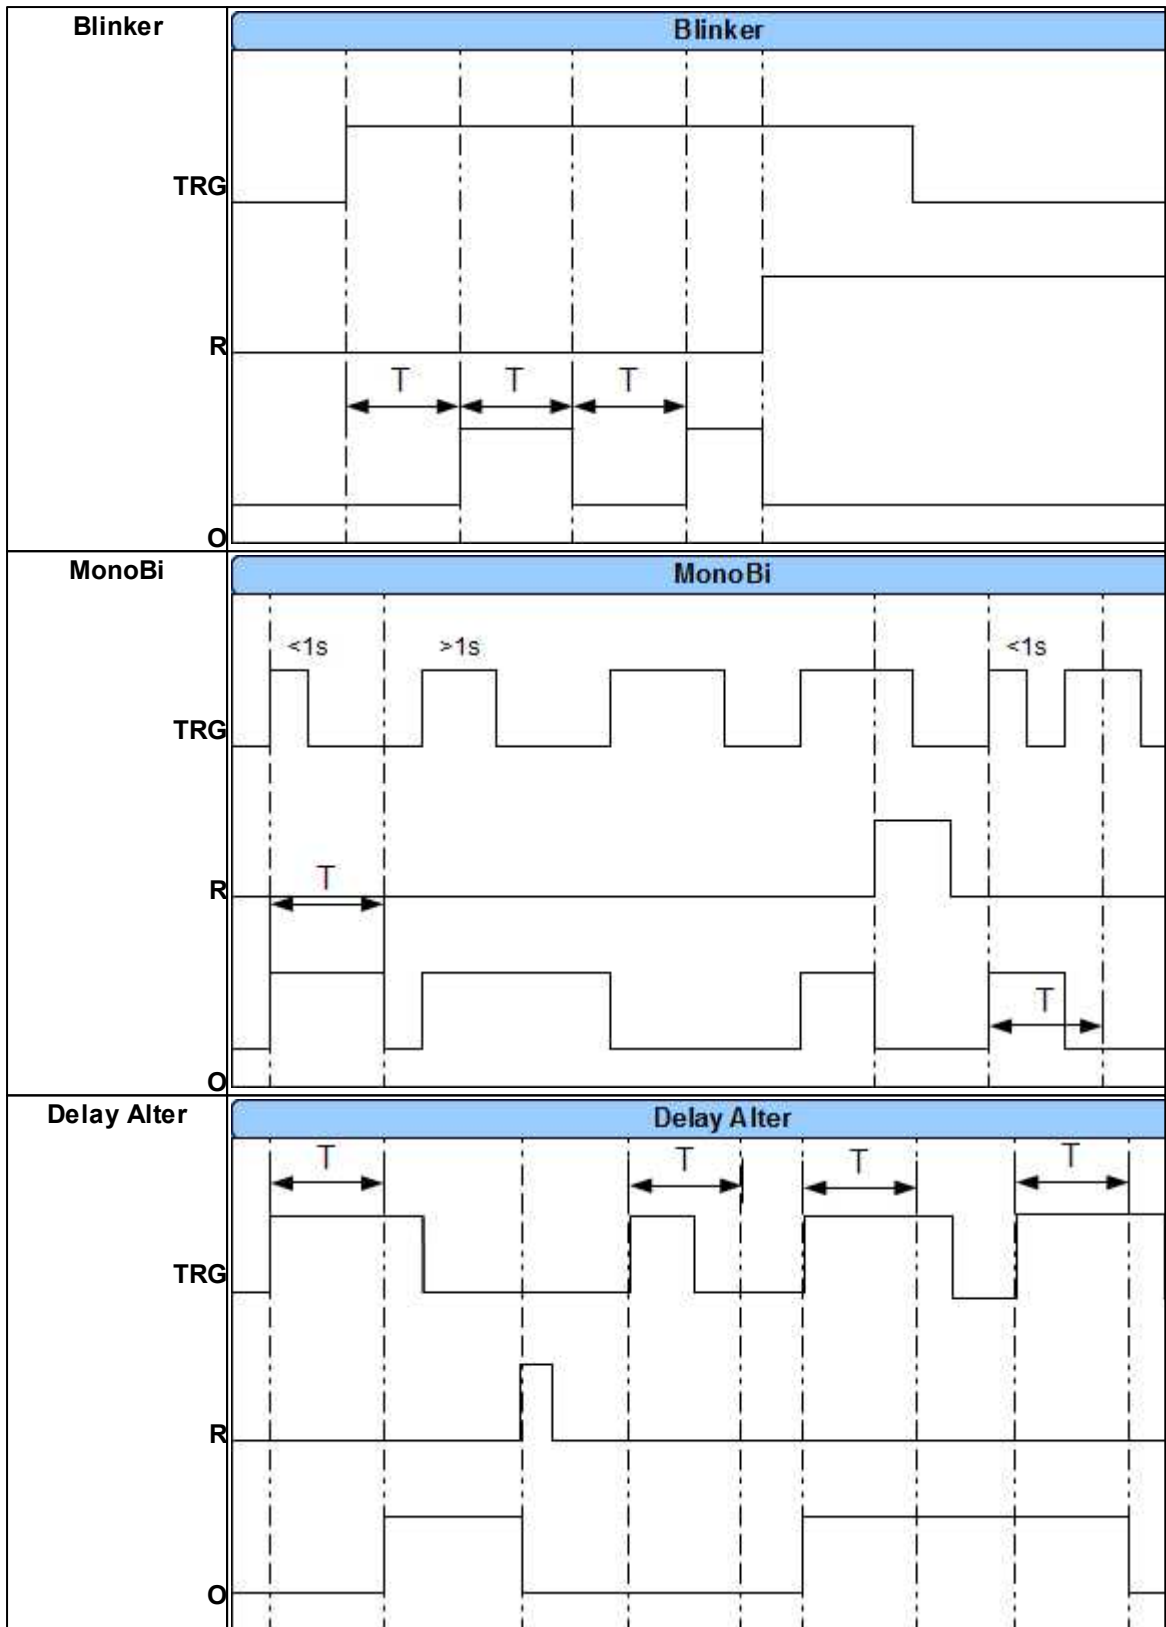 Blinker
Blinker
TRG
R
T T T
O
MonoBi
MonoBi
<1s >1s <1s
TRG
R
T
T
O
Delay Alter
Delay Alter
T T T T
TRG
R
O